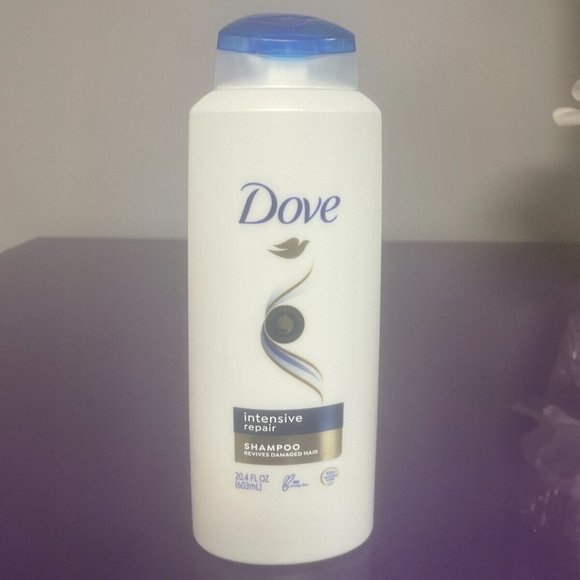 Dove
intensive
repair
SHAMPOO
REVIVES DAMAGED HAIR
20.4 FL OZ
(603mL)